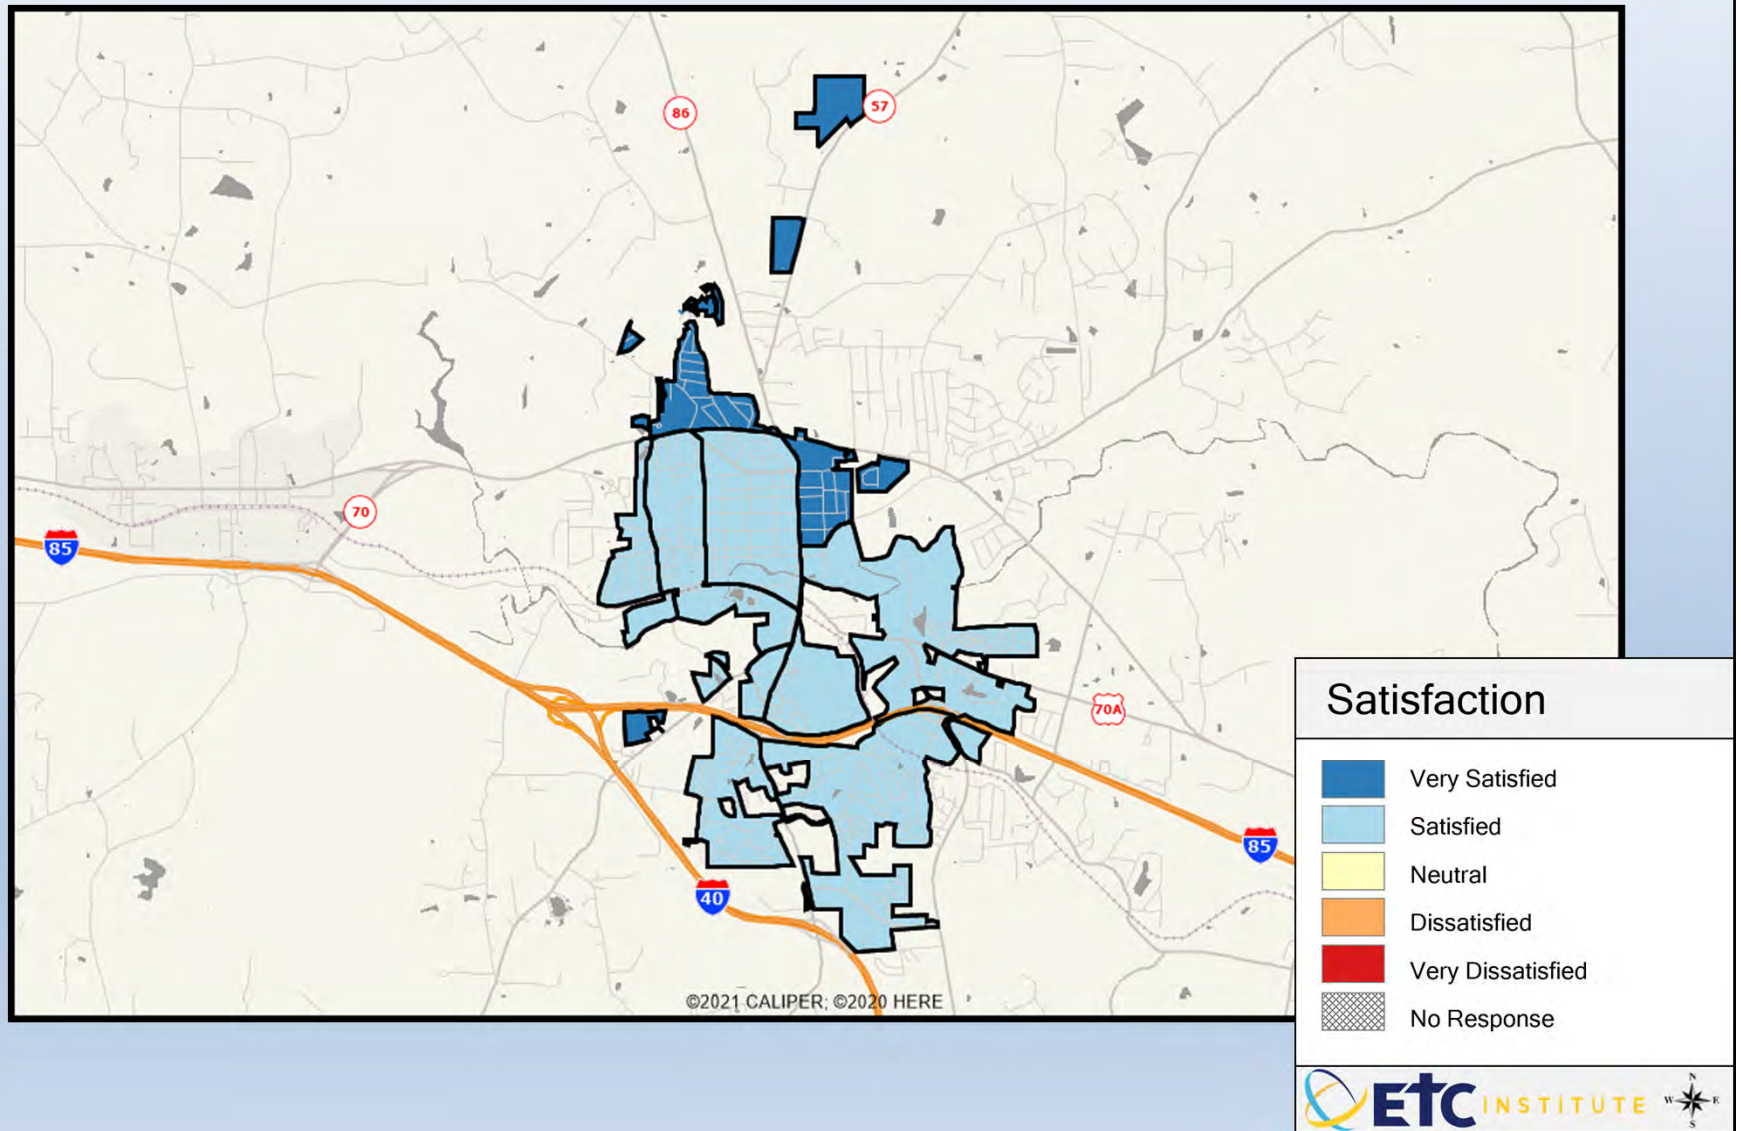 86
57
70
85
70A
85
40
©2021 CALIPER; ©2020 HERE
Satisfaction
Very Satisfied
Satisfied
Neutral
Dissatisfied
Very Dissatisfied
No Response
ETC INSTITUTE
N
W E
S